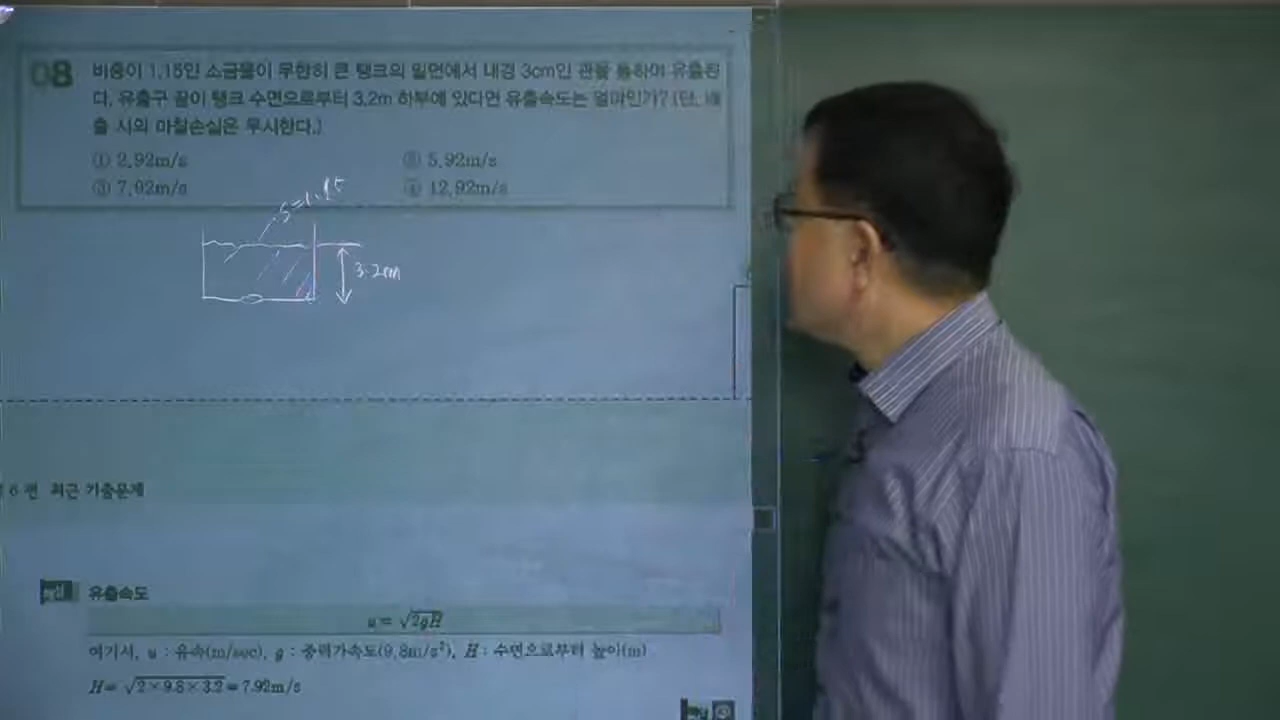 08 비중이 1.15인 소금물이 무한히 큰 탱크의 밑면에서 내경 3cm인 관을 통하여 유출된
다. 유출구 끝이 탱크 수면으로부터 3.2m 하부에 있다면 유출속도는 얼마인가? (단, 배
출 시의 마찰손실은 무시한다.)
① 2.92m/s ② 5.92m/s
③ 7.92m/s ④ 12.92m/s
S=1.15
3.2m
6 편 최근 기출문제
해설 유출속도
u = √2gH
여기서, u : 유속(m/sec), g : 중력가속도(9.8m/s²), H : 수면으로부터 높이(m)
H= √2×9.8×3.2 = 7.92m/s
③